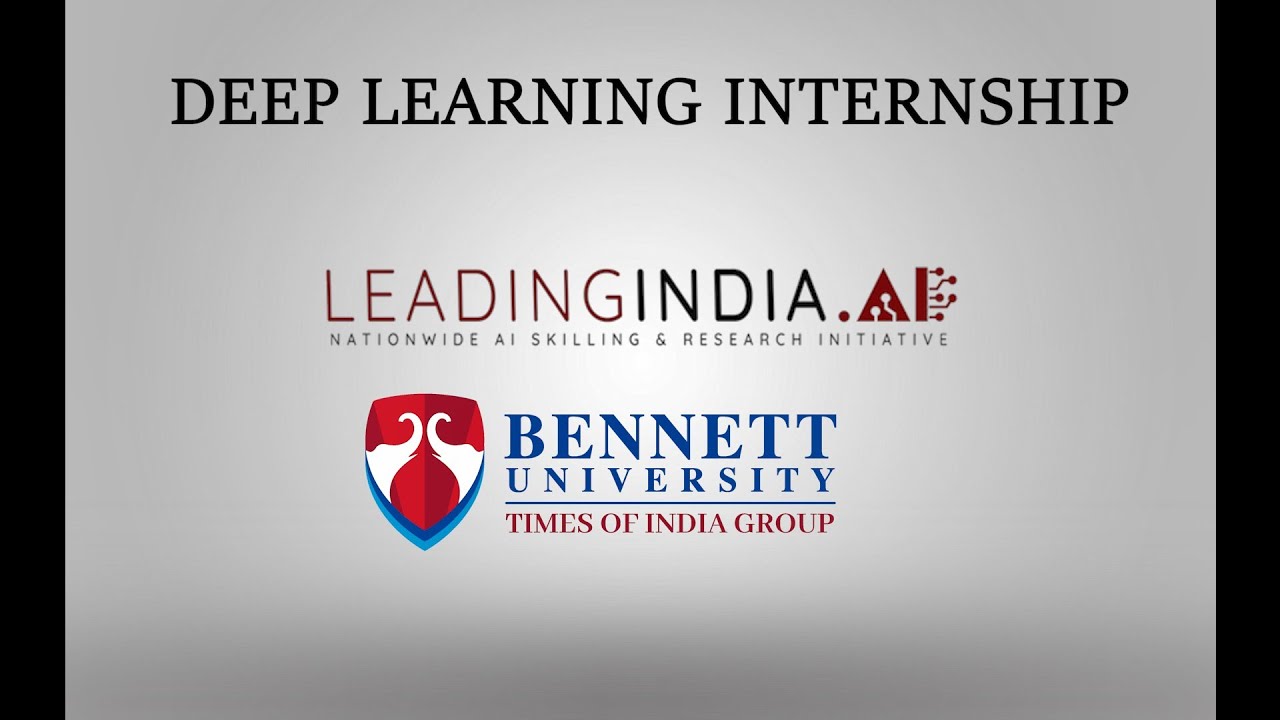 DEEP LEARNING INTERNSHIP
LEADINGINDIA.AI
NATIONWIDE AI SKILLING & RESEARCH INITIATIVE
BENNETT
UNIVERSITY
TIMES OF INDIA GROUP